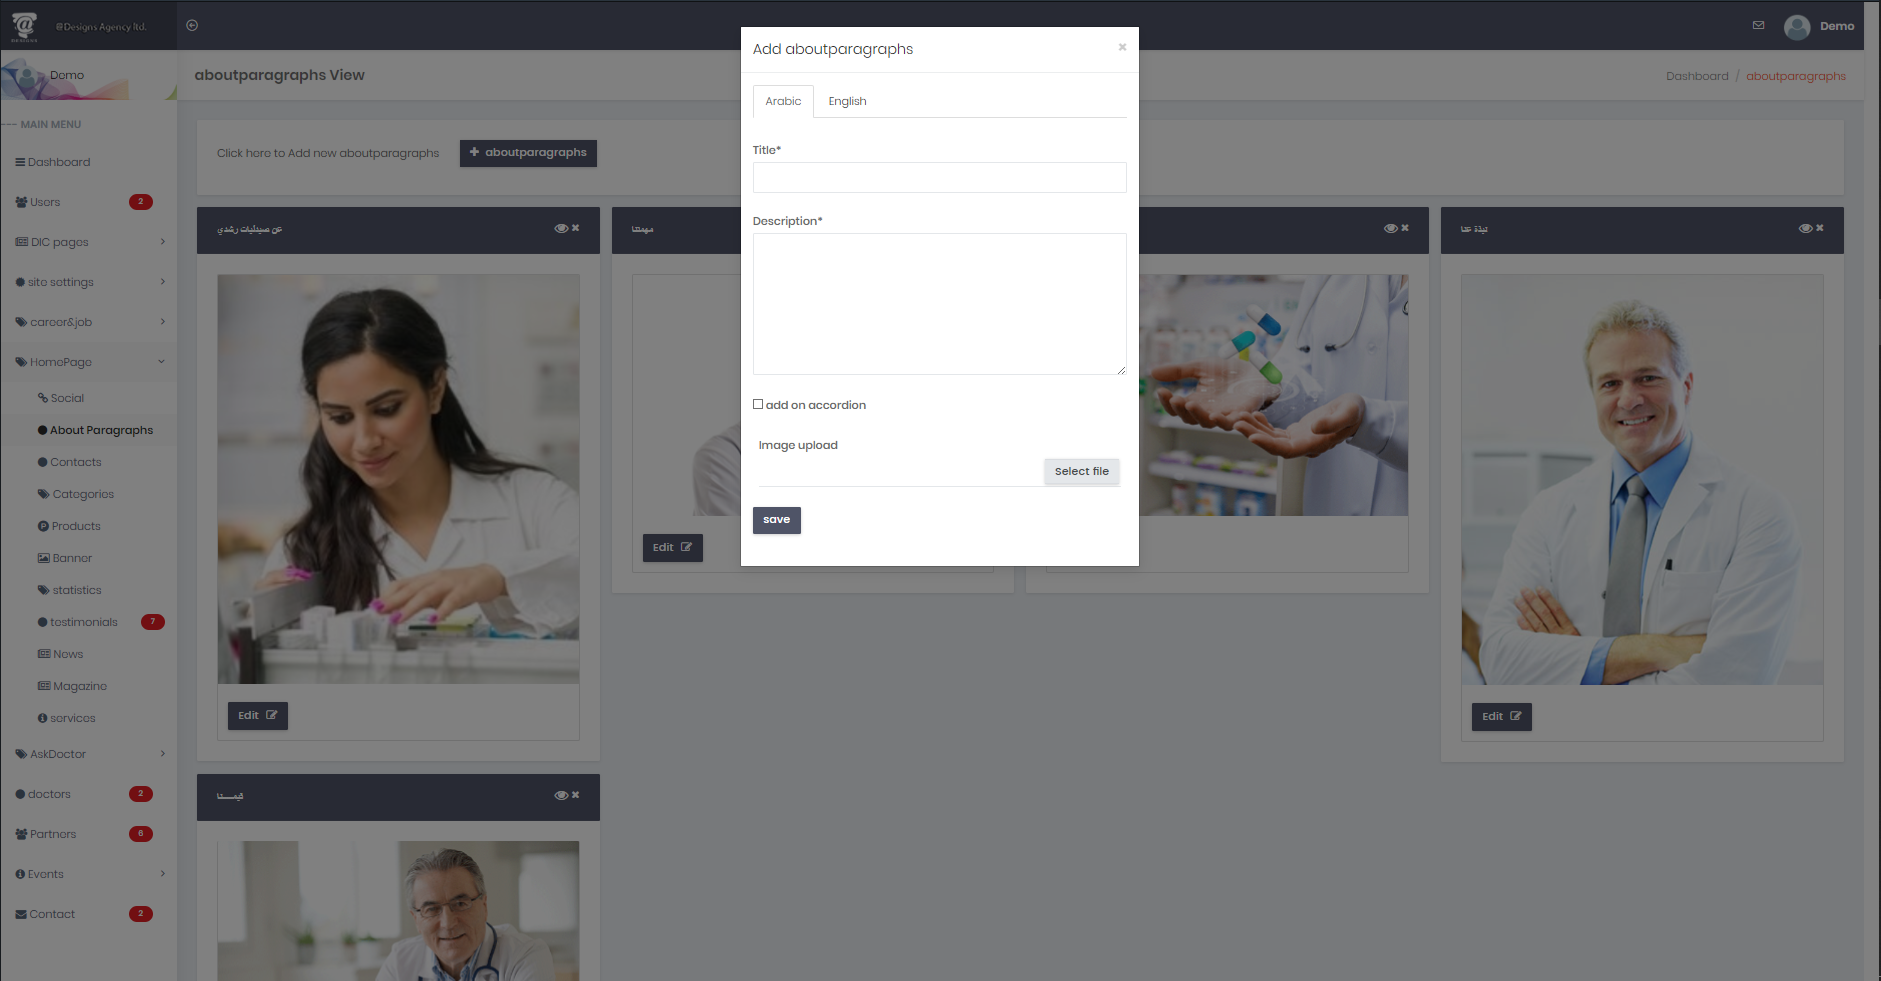 @Designs Agency ltd.
DESIGNS
Demo
Demo
aboutparagraphs View
Dashboard / aboutparagraphs
MAIN MENU
Dashboard
Users 2
DIC pages
site settings
career&job
HomePage
Social
About Paragraphs
Contacts
Categories
Products
Banner
statistics
testimonials 7
News
Magazine
services
AskDoctor
doctors 2
Partners 6
Events
Contact 2
Click here to Add new aboutparagraphs
aboutparagraphs
عن صيدليات رشدي
مهمتنا
نبذة عنا
Edit
Edit
Edit
قيمنا
Add aboutparagraphs
Arabic
English
Title*
Description*
add on accordion
Image upload
Select file
save